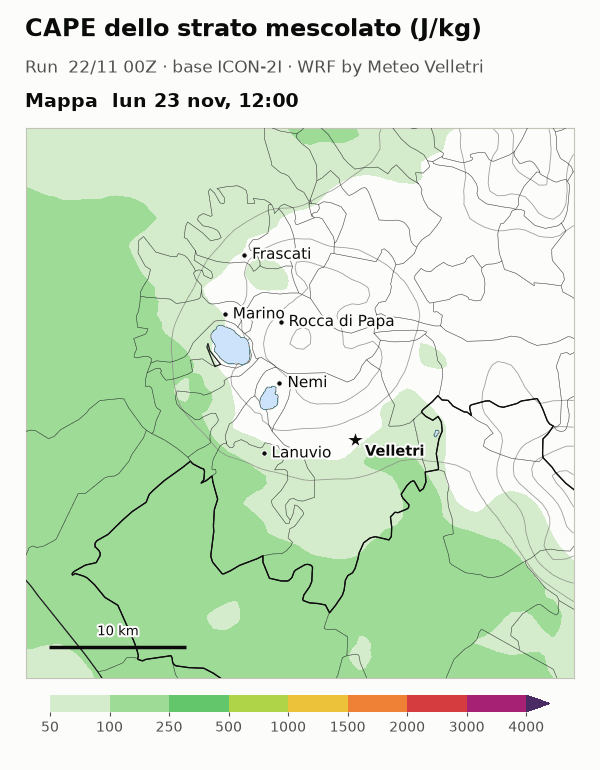 CAPE dello strato mescolato (J/kg)
Run 22/11 00Z · base ICON-2I · WRF by Meteo Velletri
Mappa lun 23 nov, 12:00
Frascati
Marino
Rocca di Papa
Nemi
Lanuvio
Velletri
10 km
50 100 250 500 1000 1500 2000 3000 4000